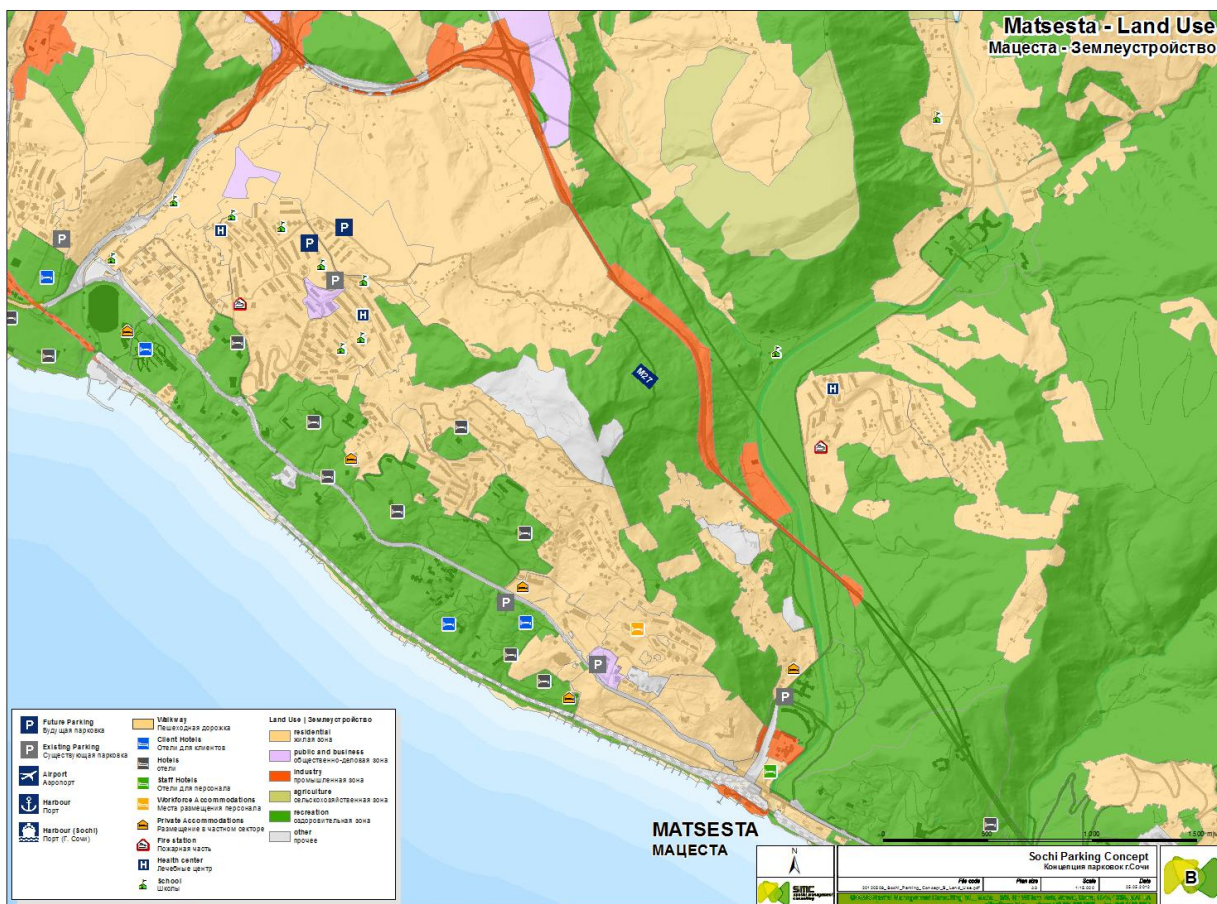 Matsesta - Land Use
Мацеста - Землеустройство
P
P
P
P
H
H
M27
H
P
P
P
MATSESTA
МАЦЕСТА
0
500
1 000
1 500
P Future Parking
Будущая парковка
P Existing Parking
Существующая парковка
Airport
Аэропорт
Harbour
Порт
Harbour (Sochi)
Порт (Г. Сочи)
Walkway
Пешеходная дорожка
Client Hotels
Отели для клиентов
Hotels
отели
Staff Hotels
Отели для персонала
Workforce Accommodations
Места размещения персонала
Private Accommodations
Размещение в частном секторе
Fire station
Пожарная часть
H Health center
Лечебные центр
School
Школы
Land Use | Землеустройство
residential
жилая зона
public and business
общественно-деловая зона
industry
промышленная зона
agriculture
сельскохозяйственная зона
recreation
оздоровительная зона
other
прочее
N
SMC
Sochi Parking Concept
Концепция парковок г.Сочи
File code
Plan size
Scale
Date
B